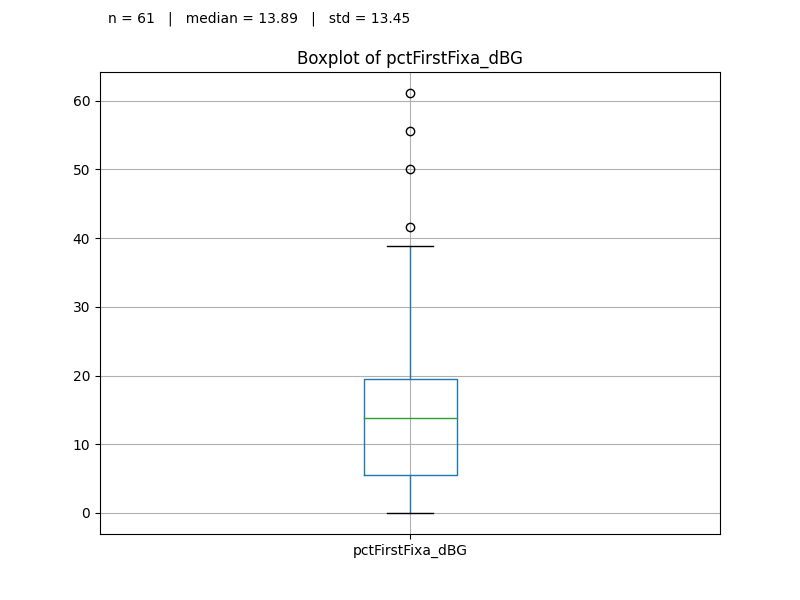 n = 61   |   median = 13.89   |   std = 13.45
Boxplot of pctFirstFixa_dBG
60
50
40
30
20
10
0
pctFirstFixa_dBG